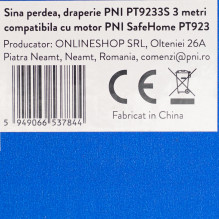 Sina perdea, draperie PNI PT9233S 3 metri
compatibila cu motor PNI SafeHome PT923
Producator: ONLINESHOP SRL, Olteniei 26A
Piatra Neamt, Neamt, Romania, comenzi@pni.ro
CE
Fabricat in China
5 949066 537844